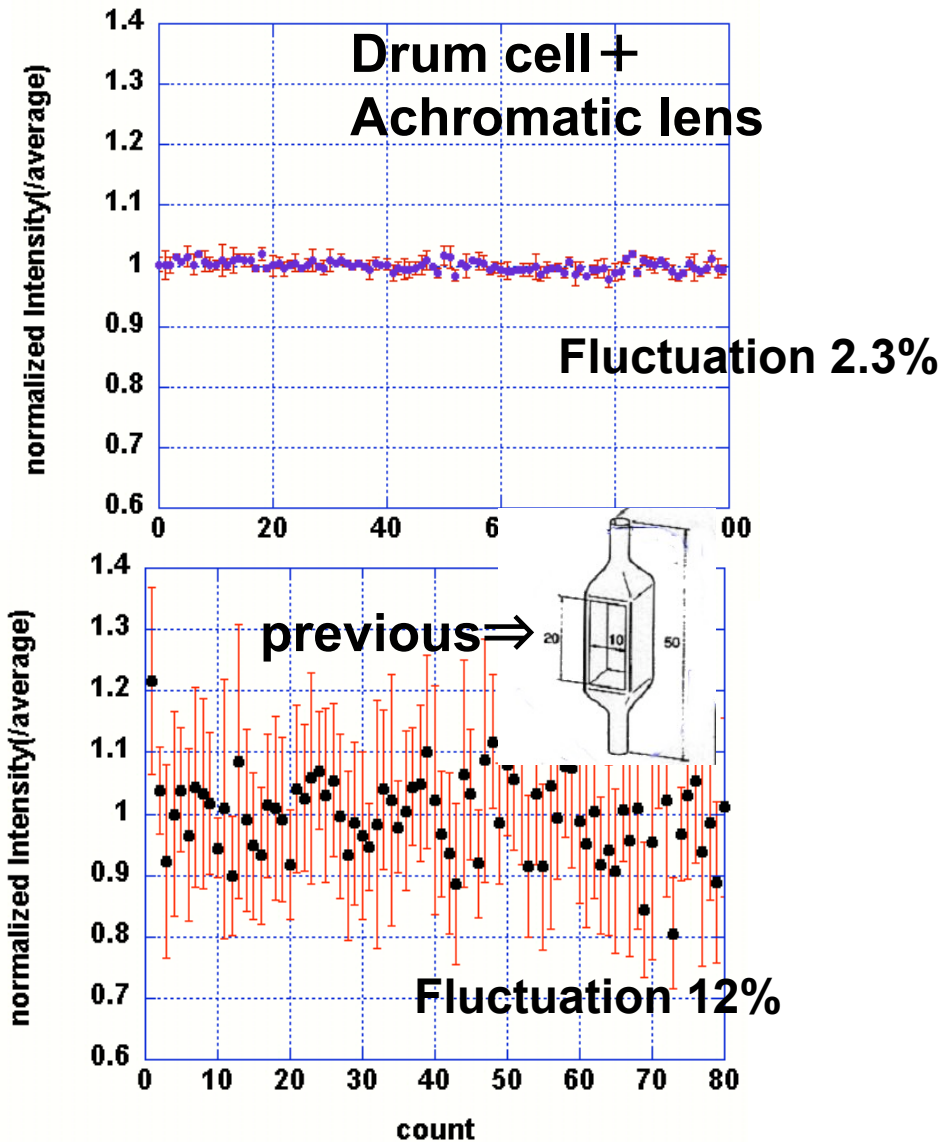 normalized Intensity(/average)
1.4
1.3
1.2
1.1
1
0.9
0.8
0.7
0.6
Drum cell+
Achromatic lens
Fluctuation 2.3%
0 20 40 6 00
normalized Intensity(/average)
1.4
1.3
1.2
1.1
1
0.9
0.8
0.7
0.6
previous⇒
20
10
50
Fluctuation 12%
0 10 20 30 40 50 60 70 80
count